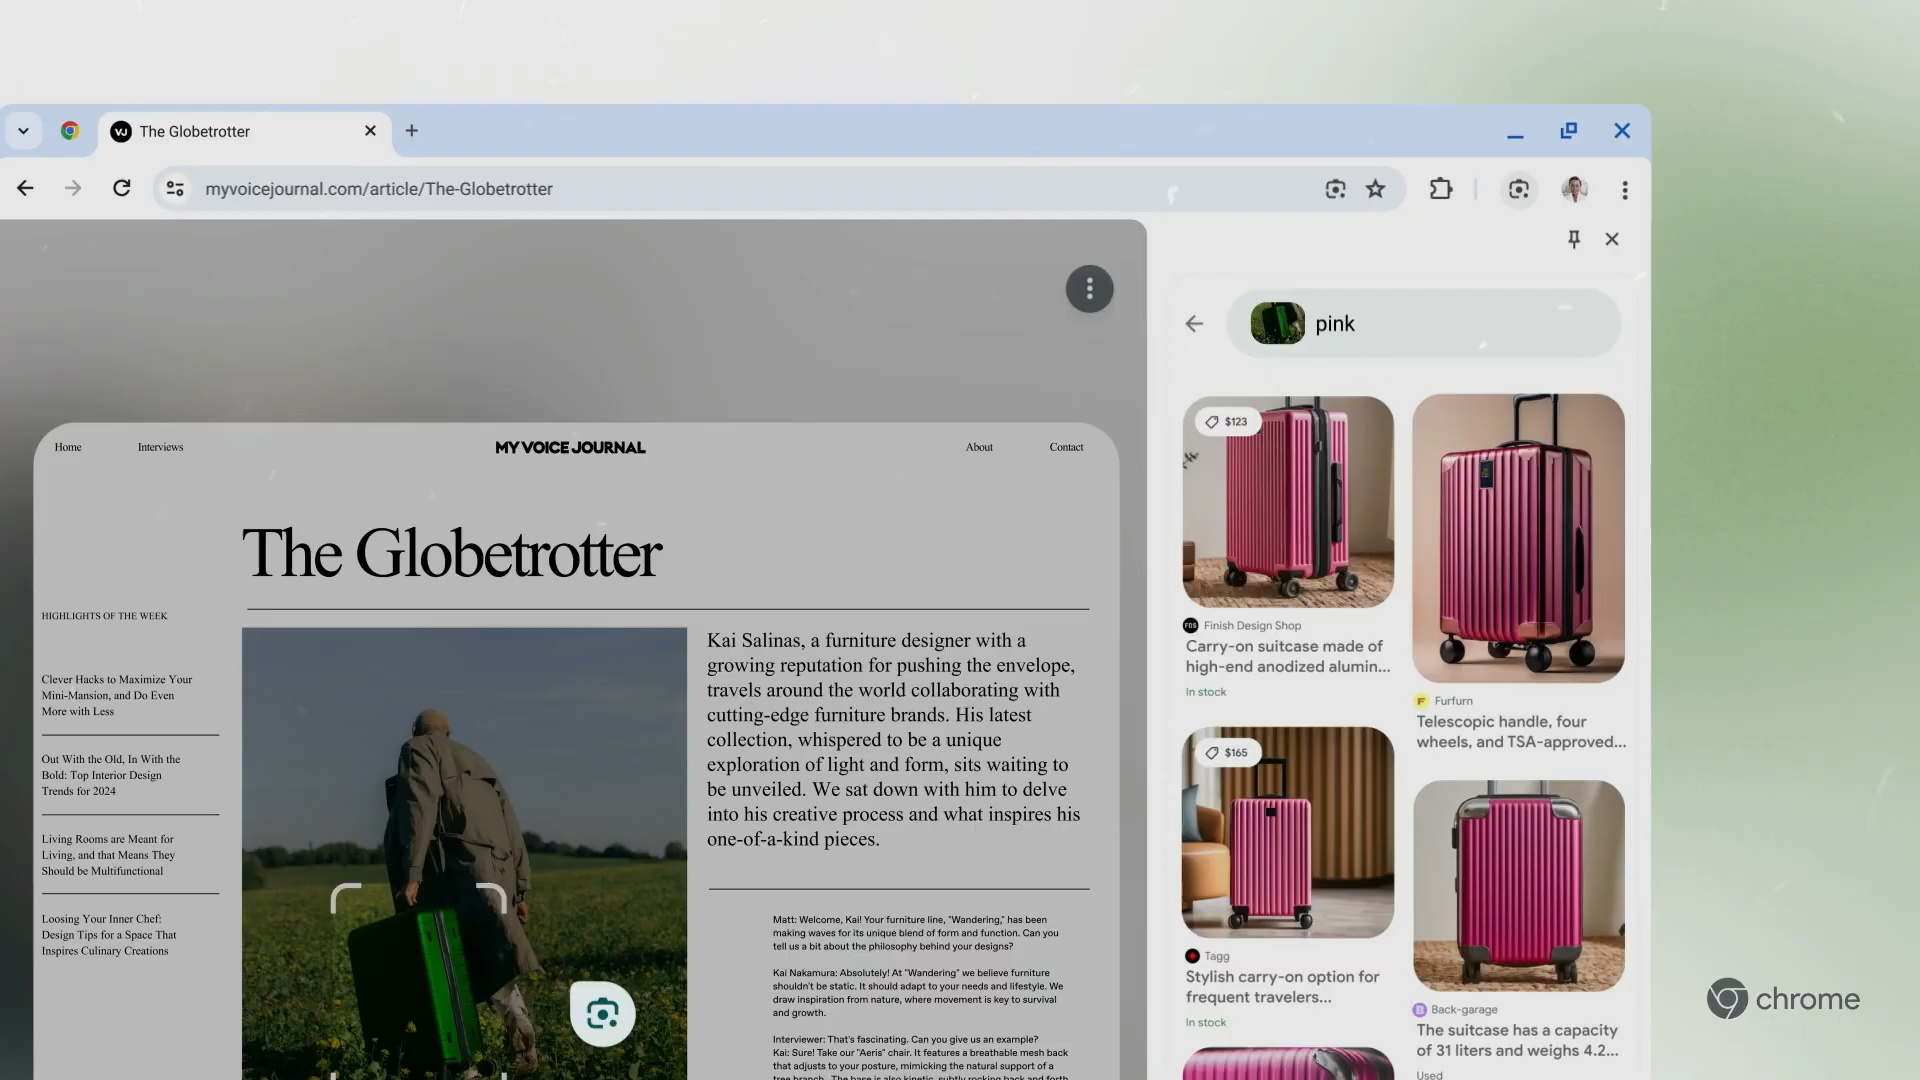 The Globetrotter
myvoicejournal.com/article/The-Globetrotter
Home
Interviews
MY VOICE JOURNAL
About
Contact
The Globetrotter
HIGHLIGHTS OF THE WEEK
Clever Hacks to Maximize Your
Mini-Mansion, and Do Even
More with Less
Out With the Old, In With the
Bold: Top Interior Design
Trends for 2024
Living Rooms are Meant for
Living, and that Means They
Should be Multifunctional
Loosing Your Inner Chef:
Design Tips for a Space That
Inspires Culinary Creations
Kai Salinas, a furniture designer with a
growing reputation for pushing the envelope,
travels around the world collaborating with
cutting-edge furniture brands. His latest
collection, whispered to be a unique
exploration of light and form, sits waiting to
be unveiled. We sat down with him to delve
into his creative process and what inspires his
one-of-a-kind pieces.
Matt: Welcome, Kai! Your furniture line, "Wandering," has been
making waves for its unique blend of form and function. Can you
tell us a bit about the philosophy behind your designs?
Kai Nakamura: Absolutely! At "Wandering" we believe furniture
shouldn't be static. It should adapt to your needs and lifestyle. We
draw inspiration from nature, where movement is key to survival
and growth.
Interviewer: That's fascinating. Can you give us an example?
Kai: Sure! Take our "Aeris" chair. It features a breathable mesh back
that adjusts to your posture, mimicking the natural support of a
tree branch. The base is also kinetic, subtly rocking back and forth
pink
$123
FDS
Finish Design Shop
Carry-on suitcase made of
high-end anodized alumin...
In stock
$165
Tagg
Stylish carry-on option for
frequent travelers...
In stock
Furfurn
Telescopic handle, four
wheels, and TSA-approved...
Back-garage
The suitcase has a capacity
of 31 liters and weighs 4.2...
Used
chrome